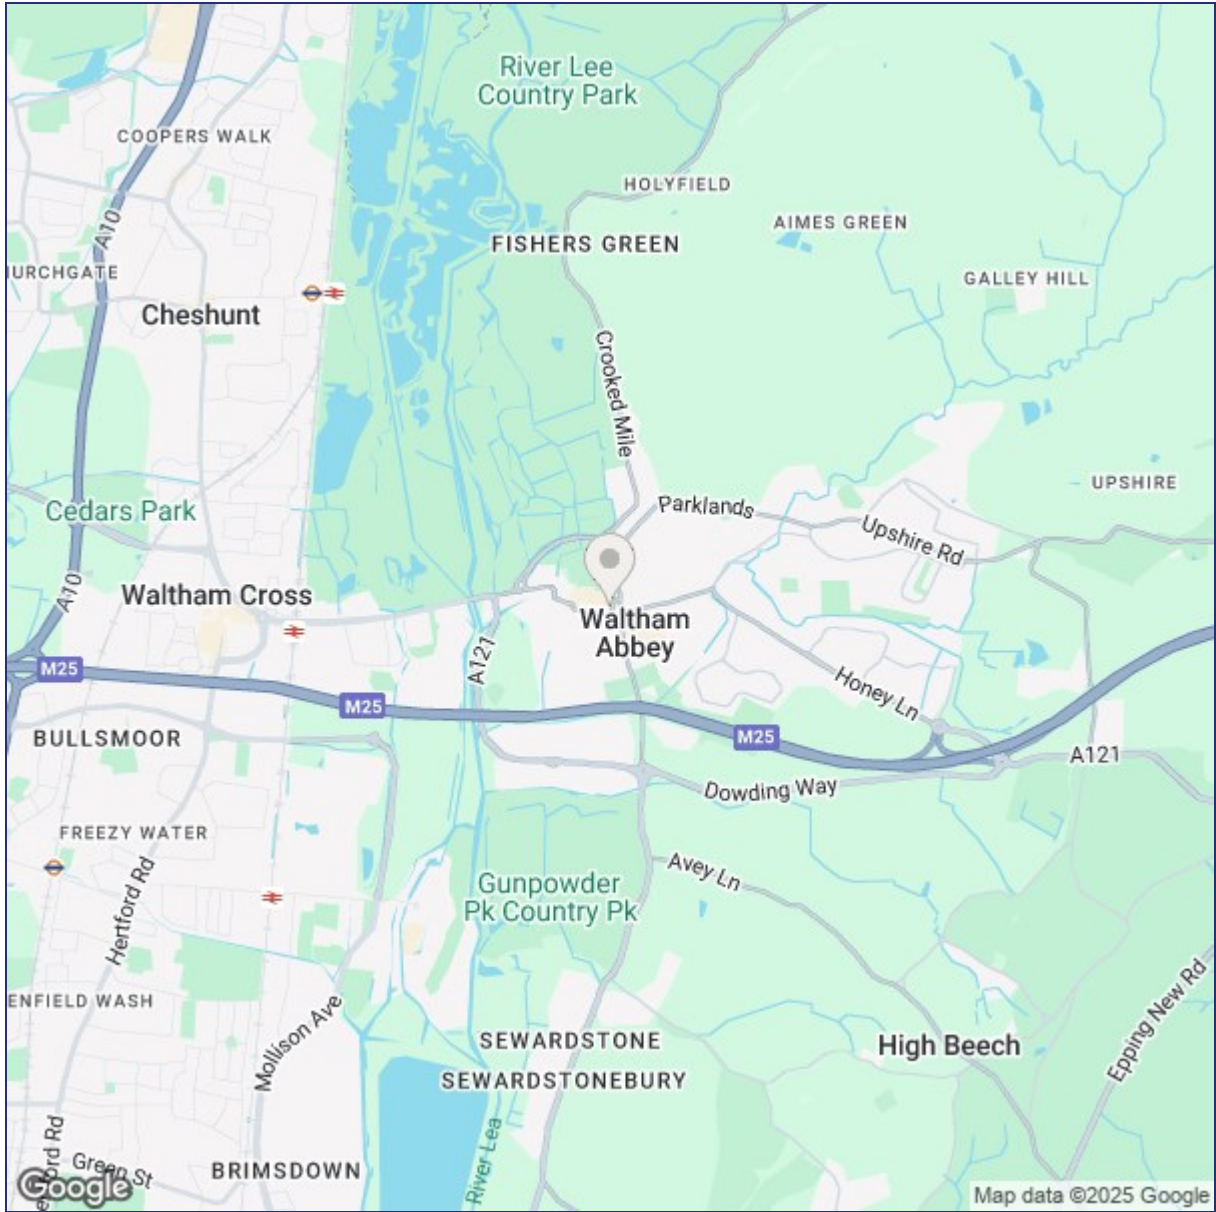 River Lee
Country Park
COOPERS WALK
HOLYFIELD
AIMES GREEN
A10
FISHERS GREEN
HURCHGATE
GALLEY HILL
Cheshunt
Crooked Mile
UPSHIRE
Cedars Park
Parklands
Upshire Rd
A10
Waltham Cross
Waltham
Abbey
A121
M25
Honey Ln
M25
M25
BULLSMOOR
A121
Dowding Way
FREEZY WATER
Avey Ln
Hertford Rd
Gunpowder
Pk Country Pk
ENFIELD WASH
Mollison Ave
Epping New Rd
SEWARDSTONE
High Beech
SEWARDSTONEBURY
River Lea
ertford Rd
Green St
BRIMSDOWN
Google
Map data ©2025 Google